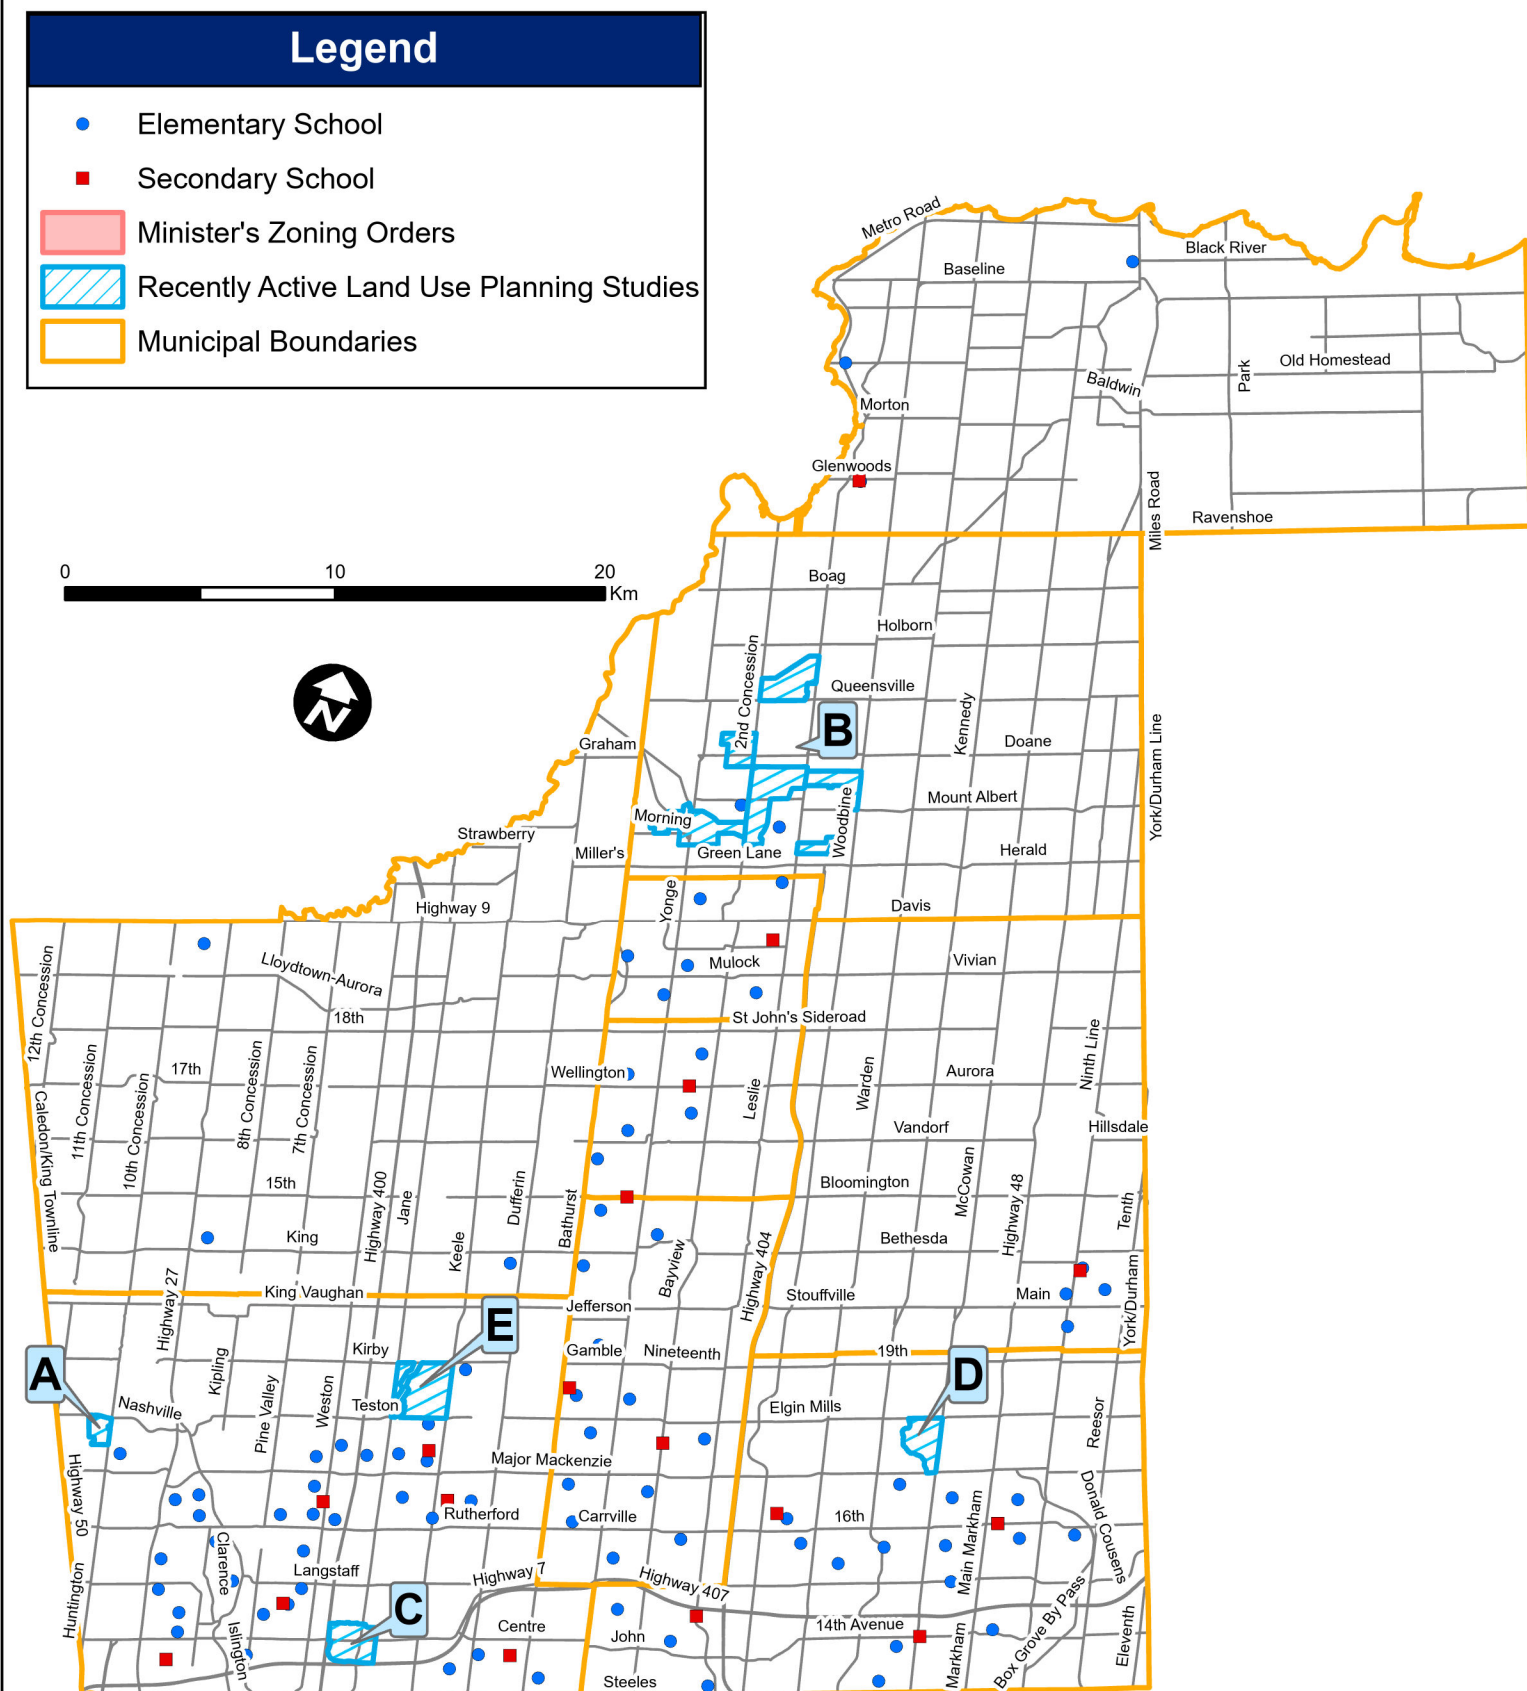 Legend
Elementary School
Secondary School
Minister's Zoning Orders
Recently Active Land Use Planning Studies
Municipal Boundaries
0 10 20
Km
N
Metro Road
Black River
Baseline
Old Homestead
Park
Baldwin
Morton
Glenwoods
Miles Road
Ravenshoe
Boag
Holborn
2nd Concession
Queensville
B
Kennedy
Doane
York/Durham Line
Graham
Mount Albert
Morning
Woodbine
Strawberry
Miller's
Green Lane
Herald
Highway 9
Yonge
Davis
12th Concession
Lloydtown-Aurora
Mulock
Vivian
18th
St John's Sideroad
17th
Wellington
Aurora
Ninth Line
Warden
Leslie
11th Concession
10th Concession
8th Concession
7th Concession
Caledon/King Townline
Vandorf
Hillsdale
15th
Highway 400
Jane
Dufferin
Bathurst
Bloomington
McCowan
Highway 48
Tenth
King
Keele
Bayview
Highway 404
Bethesda
King Vaughan
Highway 27
Jefferson
Stouffville
Main
York/Durham
E
Kirby
Gamble
Nineteenth
19th
A
D
Nashville
Kipling
Pine Valley
Weston
Teston
Elgin Mills
Reesor
Major Mackenzie
Highway 50
Rutherford
Carrville
16th
Main Markham
Donald Cousens
Clarence
Langstaff
Highway 7
Highway 407
Huntington
C
Islington
Centre
John
14th Avenue
Markham
Box Grove By Pass
Eleventh
Steeles